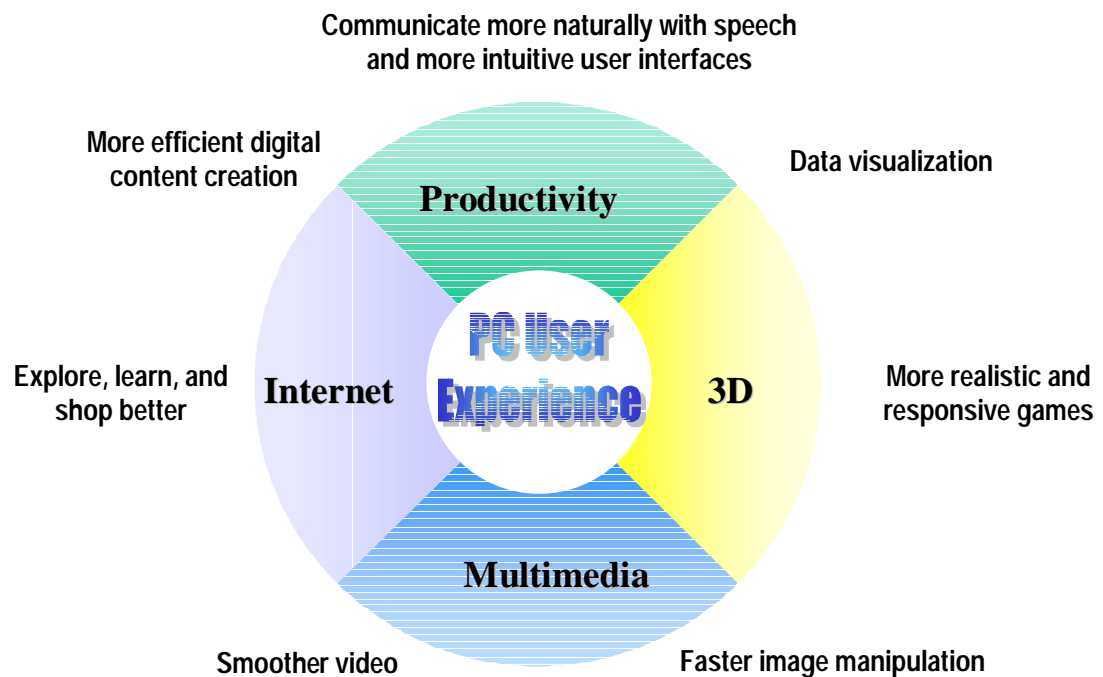 Communicate more naturally with speech
and more intuitive user interfaces
More efficient digital
content creation
Data visualization
Productivity
PC User
Experience
Explore, learn, and
shop better
Internet
3D
More realistic and
responsive games
Multimedia
Smoother video
Faster image manipulation